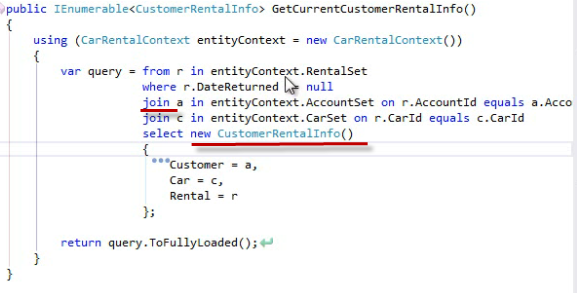 public IEnumerable<CustomerRentalInfo> GetCurrentCustomerRentalInfo()
{
using (CarRentalContext entityContext = new CarRentalContext())
{
var query = from r in entityContext.RentalSet
where r.DateReturned = null
join a in entityContext.AccountSet on r.AccountId equals a.Acco
join c in entityContext.CarSet on r.CarId equals c.CarId
select new CustomerRentalInfo()
{
Customer = a,
Car = c,
Rental = r
};
return query.ToFullyLoaded();
}
}